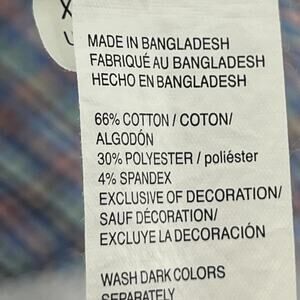 X
MADE IN BANGLADESH
FABRIQUÉ AU BANGLADESH
HECHO EN BANGLADESH
66% COTTON / COTON/
ALGODÓN
30% POLYESTER / poliéster
4% SPANDEX
EXCLUSIVE OF DECORATION/
SAUF DÉCORATION/
EXCLUYE LA DECORACIÓN
WASH DARK COLORS
SEPARATELY